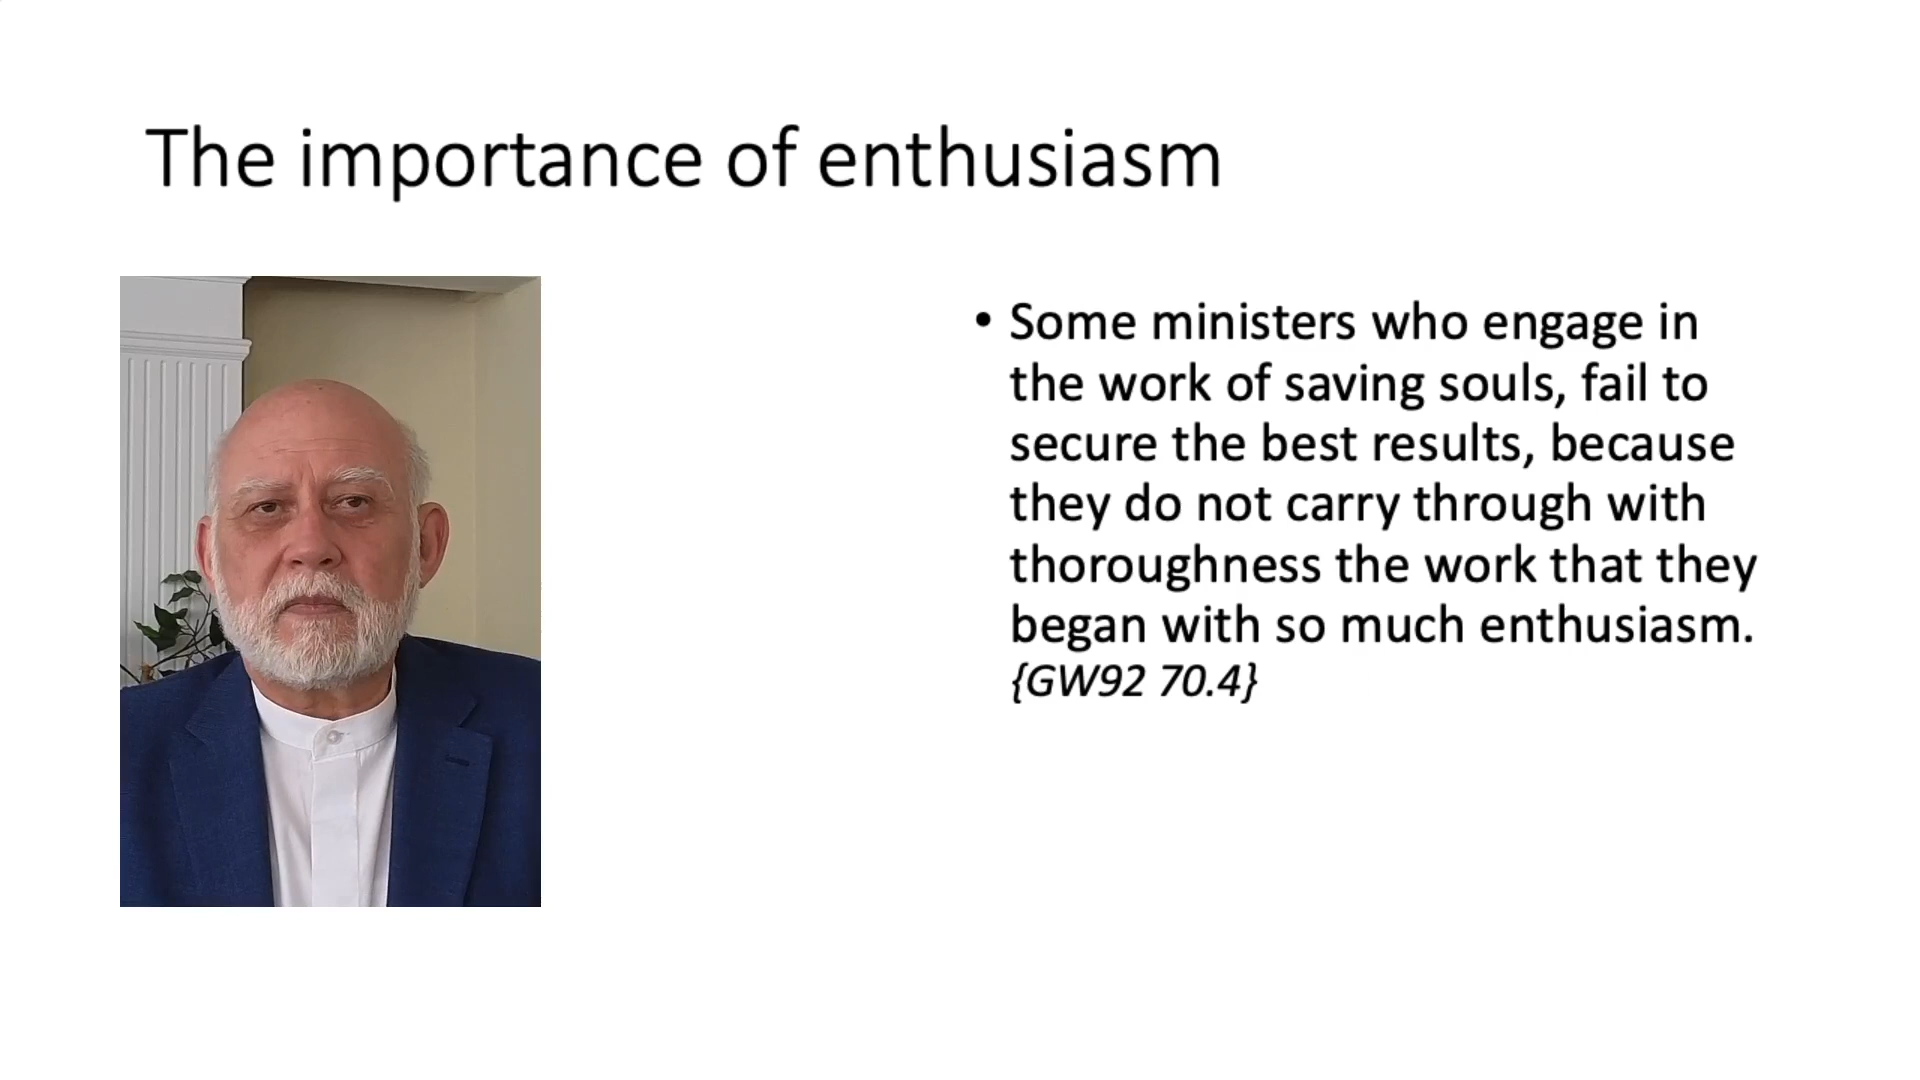 The importance of enthusiasm
• Some ministers who engage in
the work of saving souls, fail to
secure the best results, because
they do not carry through with
thoroughness the work that they
began with so much enthusiasm.
{GW92 70.4}